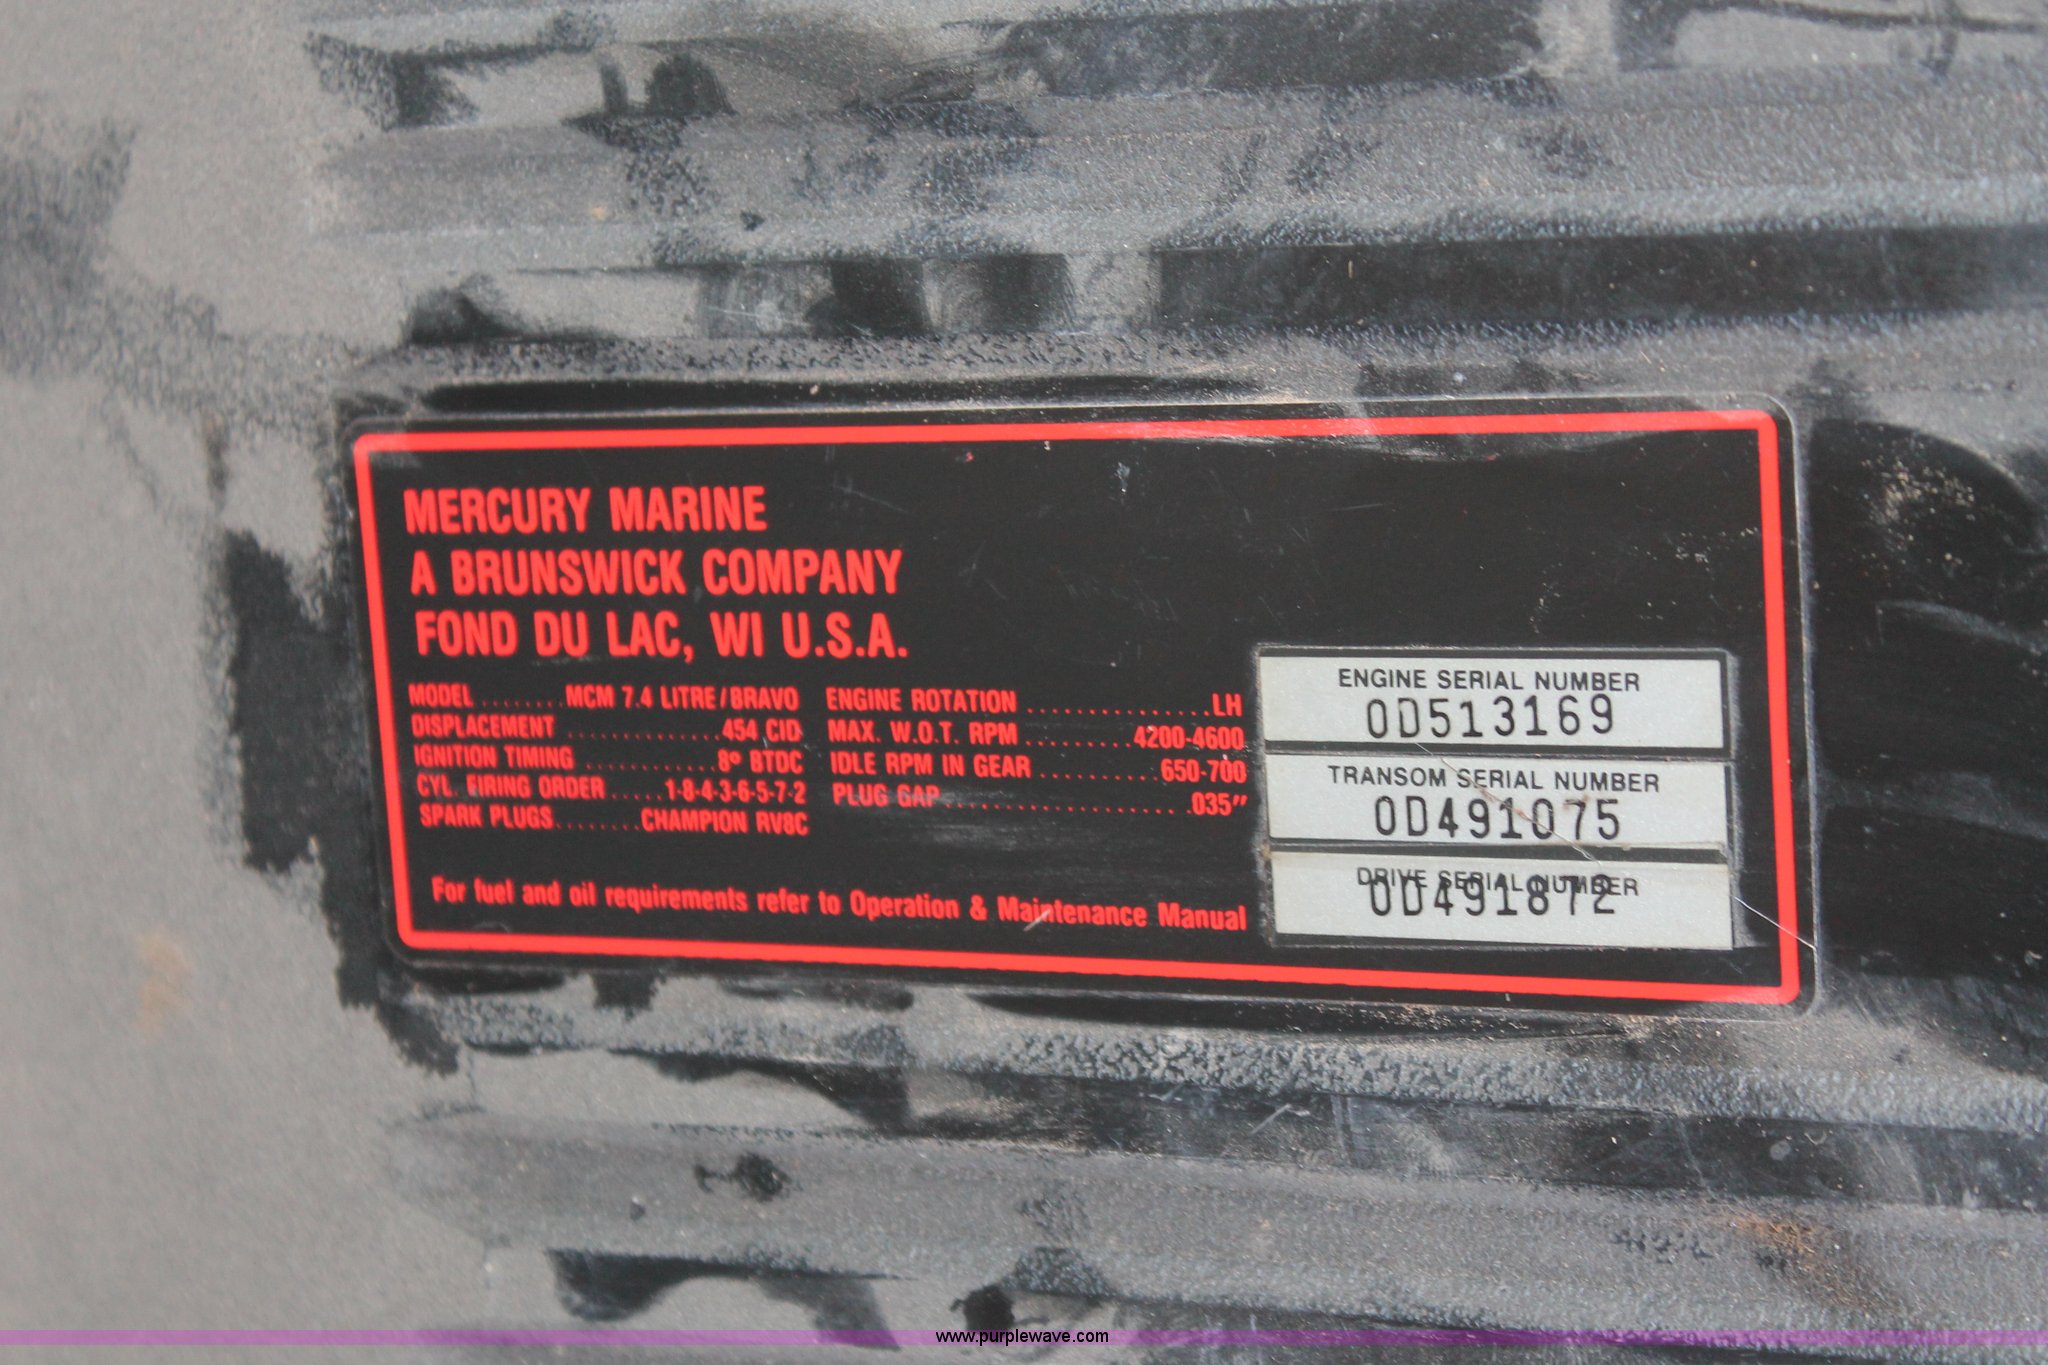 MERCURY MARINE
A BRUNSWICK COMPANY
FOND DU LAC, WI U.S.A.
MODEL ........ MCM 7.4 LITRE/BRAVO
DISPLACEMENT .............. 454 CID
IGNITION TIMING ............ 8º BTDC
CYL. FIRING ORDER ..... 1-8-4-3-6-5-7-2
SPARK PLUGS ........ CHAMPION RV8C
ENGINE ROTATION ............... LH
MAX. W.O.T. RPM ......... 4200-4600
IDLE RPM IN GEAR .......... 650-700
PLUG GAP .................... .035"
For fuel and oil requirements refer to Operation & Maintenance Manual
ENGINE SERIAL NUMBER
0D513169
TRANSOM SERIAL NUMBER
0D491075
DRIVE SERIAL NUMBER
0D491872
www.purplewave.com